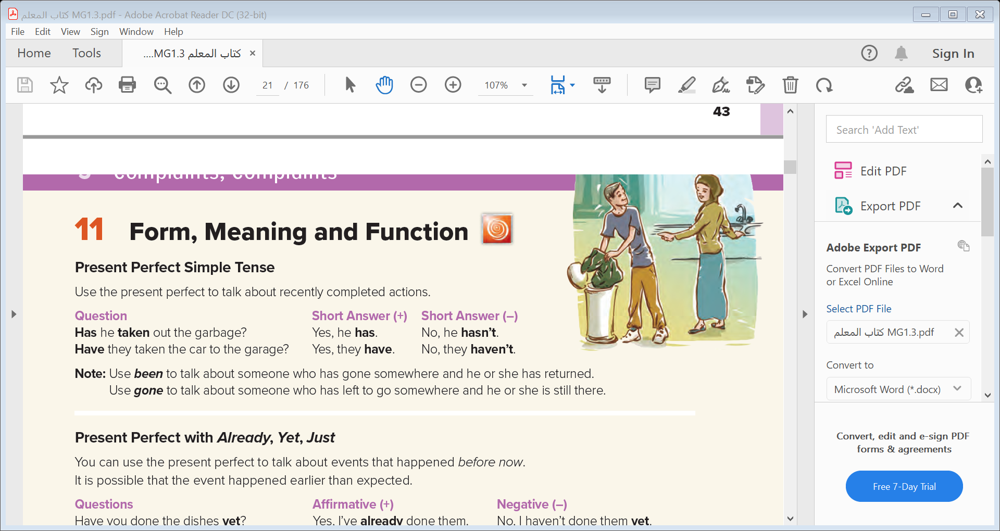 كتاب المعلم MG1.3.pdf - Adobe Acrobat Reader DC (32-bit)
File Edit View Sign Window Help
Home Tools كتاب المعلم MG1.3.... ×
Sign In
21 / 176 107%
43
Search 'Add Text'
Edit PDF
Export PDF
Adobe Export PDF
Convert PDF Files to Word
or Excel Online
Select PDF File
كتاب المعلم MG1.3.pdf
Convert to
Microsoft Word (*.docx)
Convert, edit and e-sign PDF
forms & agreements
Free 7-Day Trial
complaints, complaints
11 Form, Meaning and Function
Present Perfect Simple Tense
Use the present perfect to talk about recently completed actions.
Question Short Answer (+) Short Answer (–)
Has he taken out the garbage? Yes, he has. No, he hasn't.
Have they taken the car to the garage? Yes, they have. No, they haven't.
Note: Use been to talk about someone who has gone somewhere and he or she has returned.
Use gone to talk about someone who has left to go somewhere and he or she is still there.
Present Perfect with Already, Yet, Just
You can use the present perfect to talk about events that happened before now.
It is possible that the event happened earlier than expected.
Questions Affirmative (+) Negative (–)
Have you done the dishes yet? Yes, I've already done them. No, I haven't done them yet.